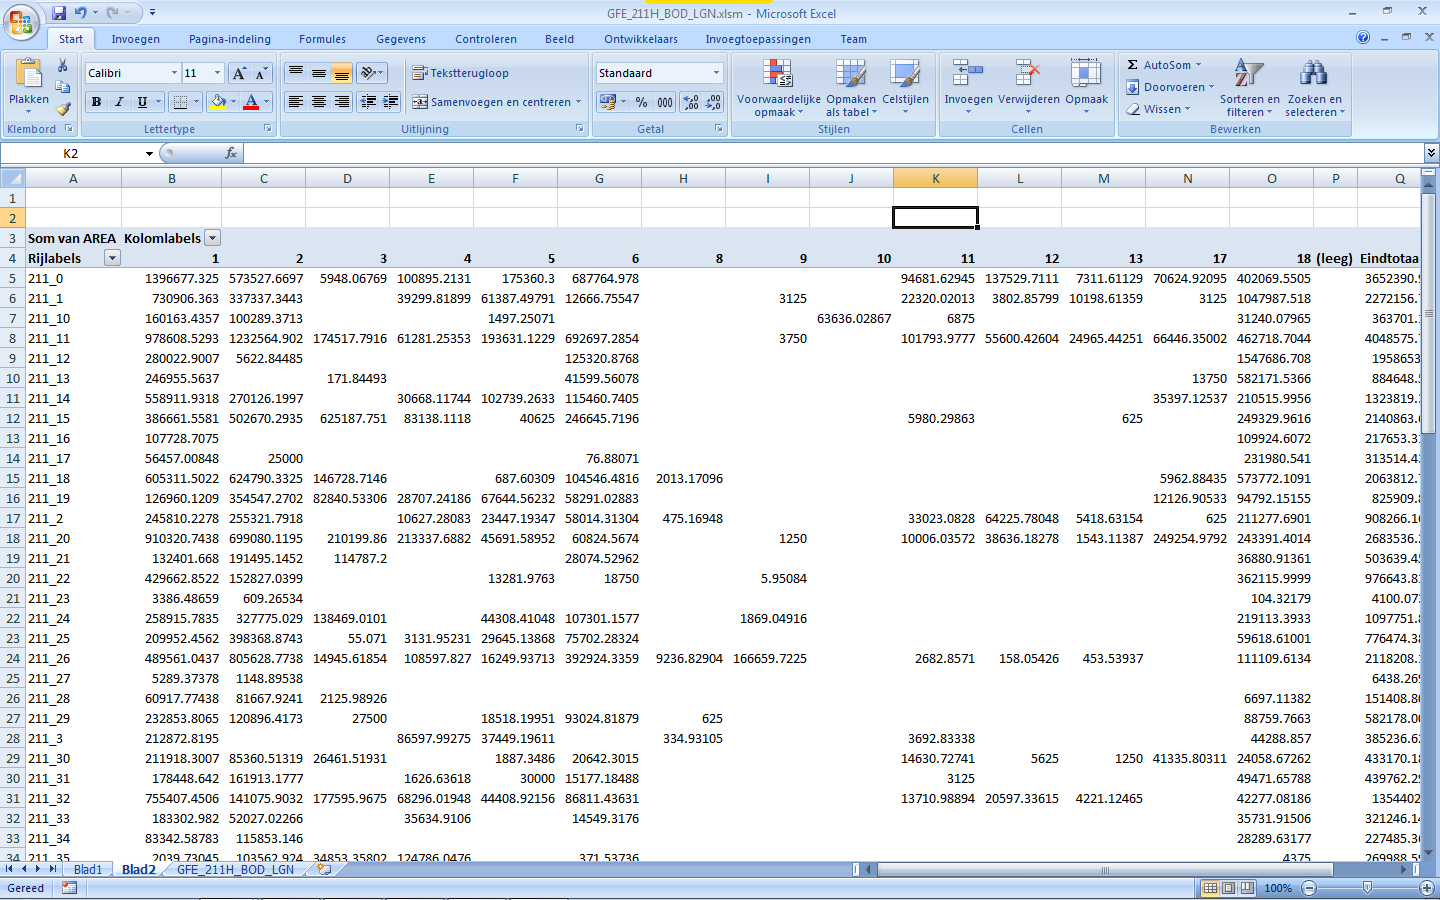 GFE_211H_BOD_LGN.xlsm - Microsoft Excel
Start Invoegen Pagina-indeling Formules Gegevens Controleren Beeld Ontwikkelaars Invoegtoepassingen Team
Plakken Calibri 11 Tekstterugloop Standaard Voorwaardelijke opmaak Opmaken als tabel Celstijlen Invoegen Verwijderen Opmaak AutoSom Sorteren en filteren Zoeken en selecteren
B I U Samenvoegen en centreren % 000 Doorvoeren
Wissen
Klembord Lettertype Uitlijning Getal Stijlen Cellen Bewerken
K2 fx
A B C D E F G H I J K L M N O P Q
1
2
3 Som van AREA Kolomlabels
4 Rijlabels 1 2 3 4 5 6 8 9 10 11 12 13 17 18 (leeg) Eindtotaa
5 211_0 1396677.325 573527.6697 5948.06769 100895.2131 175360.3 687764.978 94681.62945 137529.7111 7311.61129 70624.92095 402069.5505 3652390.9
6 211_1 730906.363 337337.3443 39299.81899 61387.49791 12666.75547 3125 22320.02013 3802.85799 10198.61359 3125 1047987.518 2272156.
7 211_10 160163.4357 100289.3713 1497.25071 63636.02867 6875 31240.07965 363701.
8 211_11 978608.5293 1232564.902 174517.7916 61281.25353 193631.1229 692697.2854 3750 101793.9777 55600.42604 24965.44251 66446.35002 462718.7044 4048575.
9 211_12 280022.9007 5622.84485 125320.8768 1547686.708 1958653
10 211_13 246955.5637 171.84493 41599.56078 13750 582171.5366 884648.
11 211_14 558911.9318 270126.1997 30668.11744 102739.2633 115460.7405 35397.12537 210515.9956 1323819.
12 211_15 386661.5581 502670.2935 625187.751 83138.1118 40625 246645.7196 5980.29863 625 249329.9616 2140863.
13 211_16 107728.7075 109924.6072 217653.3
14 211_17 56457.00848 25000 76.88071 231980.541 313514.4
15 211_18 605311.5022 624790.3325 146728.7146 687.60309 104546.4816 2013.17096 5962.88435 573772.1091 2063812.
16 211_19 126960.1209 354547.2702 82840.53306 28707.24186 67644.56232 58291.02883 12126.90533 94792.15155 825909.
17 211_2 245810.2278 255321.7918 10627.28083 23447.19347 58014.31304 475.16948 33023.0828 64225.78048 5418.63154 625 211277.6901 908266.1
18 211_20 910320.7438 699080.1195 210199.86 213337.6882 45691.58952 60824.5674 1250 10006.03572 38636.18278 1543.11387 249254.9792 243391.4014 2683536.
19 211_21 132401.668 191495.1452 114787.2 28074.52962 36880.91361 503639.4
20 211_22 429662.8522 152827.0399 13281.9763 18750 5.95084 362115.9999 976643.8
21 211_23 3386.48659 609.26534 104.32179 4100.07
22 211_24 258915.7835 327775.029 138469.0101 44308.41048 107301.1577 1869.04916 219113.3933 1097751.
23 211_25 209952.4562 398368.8743 55.071 3131.95231 29645.13868 75702.28324 59618.61001 776474.3
24 211_26 489561.0437 805628.7738 14945.61854 108597.827 16249.93713 392924.3359 9236.82904 166659.7225 2682.8571 158.05426 453.53937 111109.6134 2118208.
25 211_27 5289.37378 1148.89538 6438.26
26 211_28 60917.77438 81667.9241 2125.98926 6697.11382 151408.8
27 211_29 232853.8065 120896.4173 27500 18518.19951 93024.81879 625 88759.7663 582178.0
28 211_3 212872.8195 86597.99275 37449.19611 334.93105 3692.83338 44288.857 385236.6
29 211_30 211918.3007 85360.51319 26461.51931 1887.3486 20642.3015 14630.72741 5625 1250 41335.80311 24058.67262 433170.1
30 211_31 178448.642 161913.1777 1626.63618 30000 15177.18488 3125 49471.65788 439762.2
31 211_32 755407.4506 141075.9032 177595.9675 68296.01948 44408.92156 86811.43631 13710.98894 20597.33615 4221.12465 42277.08186 1354402
32 211_33 183302.982 52027.02266 35634.9106 14549.3176 35731.91506 321246.1
33 211_34 83342.58783 115853.146 28289.63177 227485.3
34 211_35 2039.73045 103562.924 34853.35802 124786.0476 371.53736 4375 269988.5
Blad1 Blad2 GFE_211H_BOD_LGN
Gereed 100%